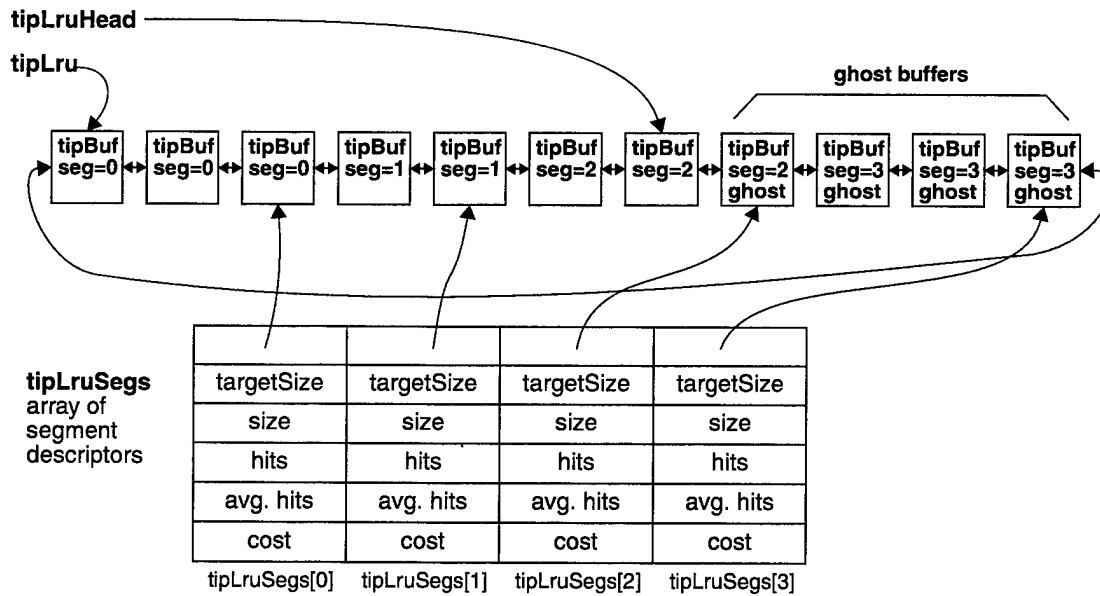 tipLruHead
tipLru
ghost buffers
tipBuf tipBuf tipBuf tipBuf tipBuf tipBuf tipBuf tipBuf tipBuf tipBuf tipBuf
seg=0 seg=0 seg=0 seg=1 seg=1 seg=2 seg=2 seg=2 seg=3 seg=3 seg=3
ghost ghost ghost ghost
tipLruSegs
array of
segment
descriptors
targetSize targetSize targetSize targetSize
size size size size
hits hits hits hits
avg. hits avg. hits avg. hits avg. hits
cost cost cost cost
tipLruSegs[0] tipLruSegs[1] tipLruSegs[2] tipLruSegs[3]